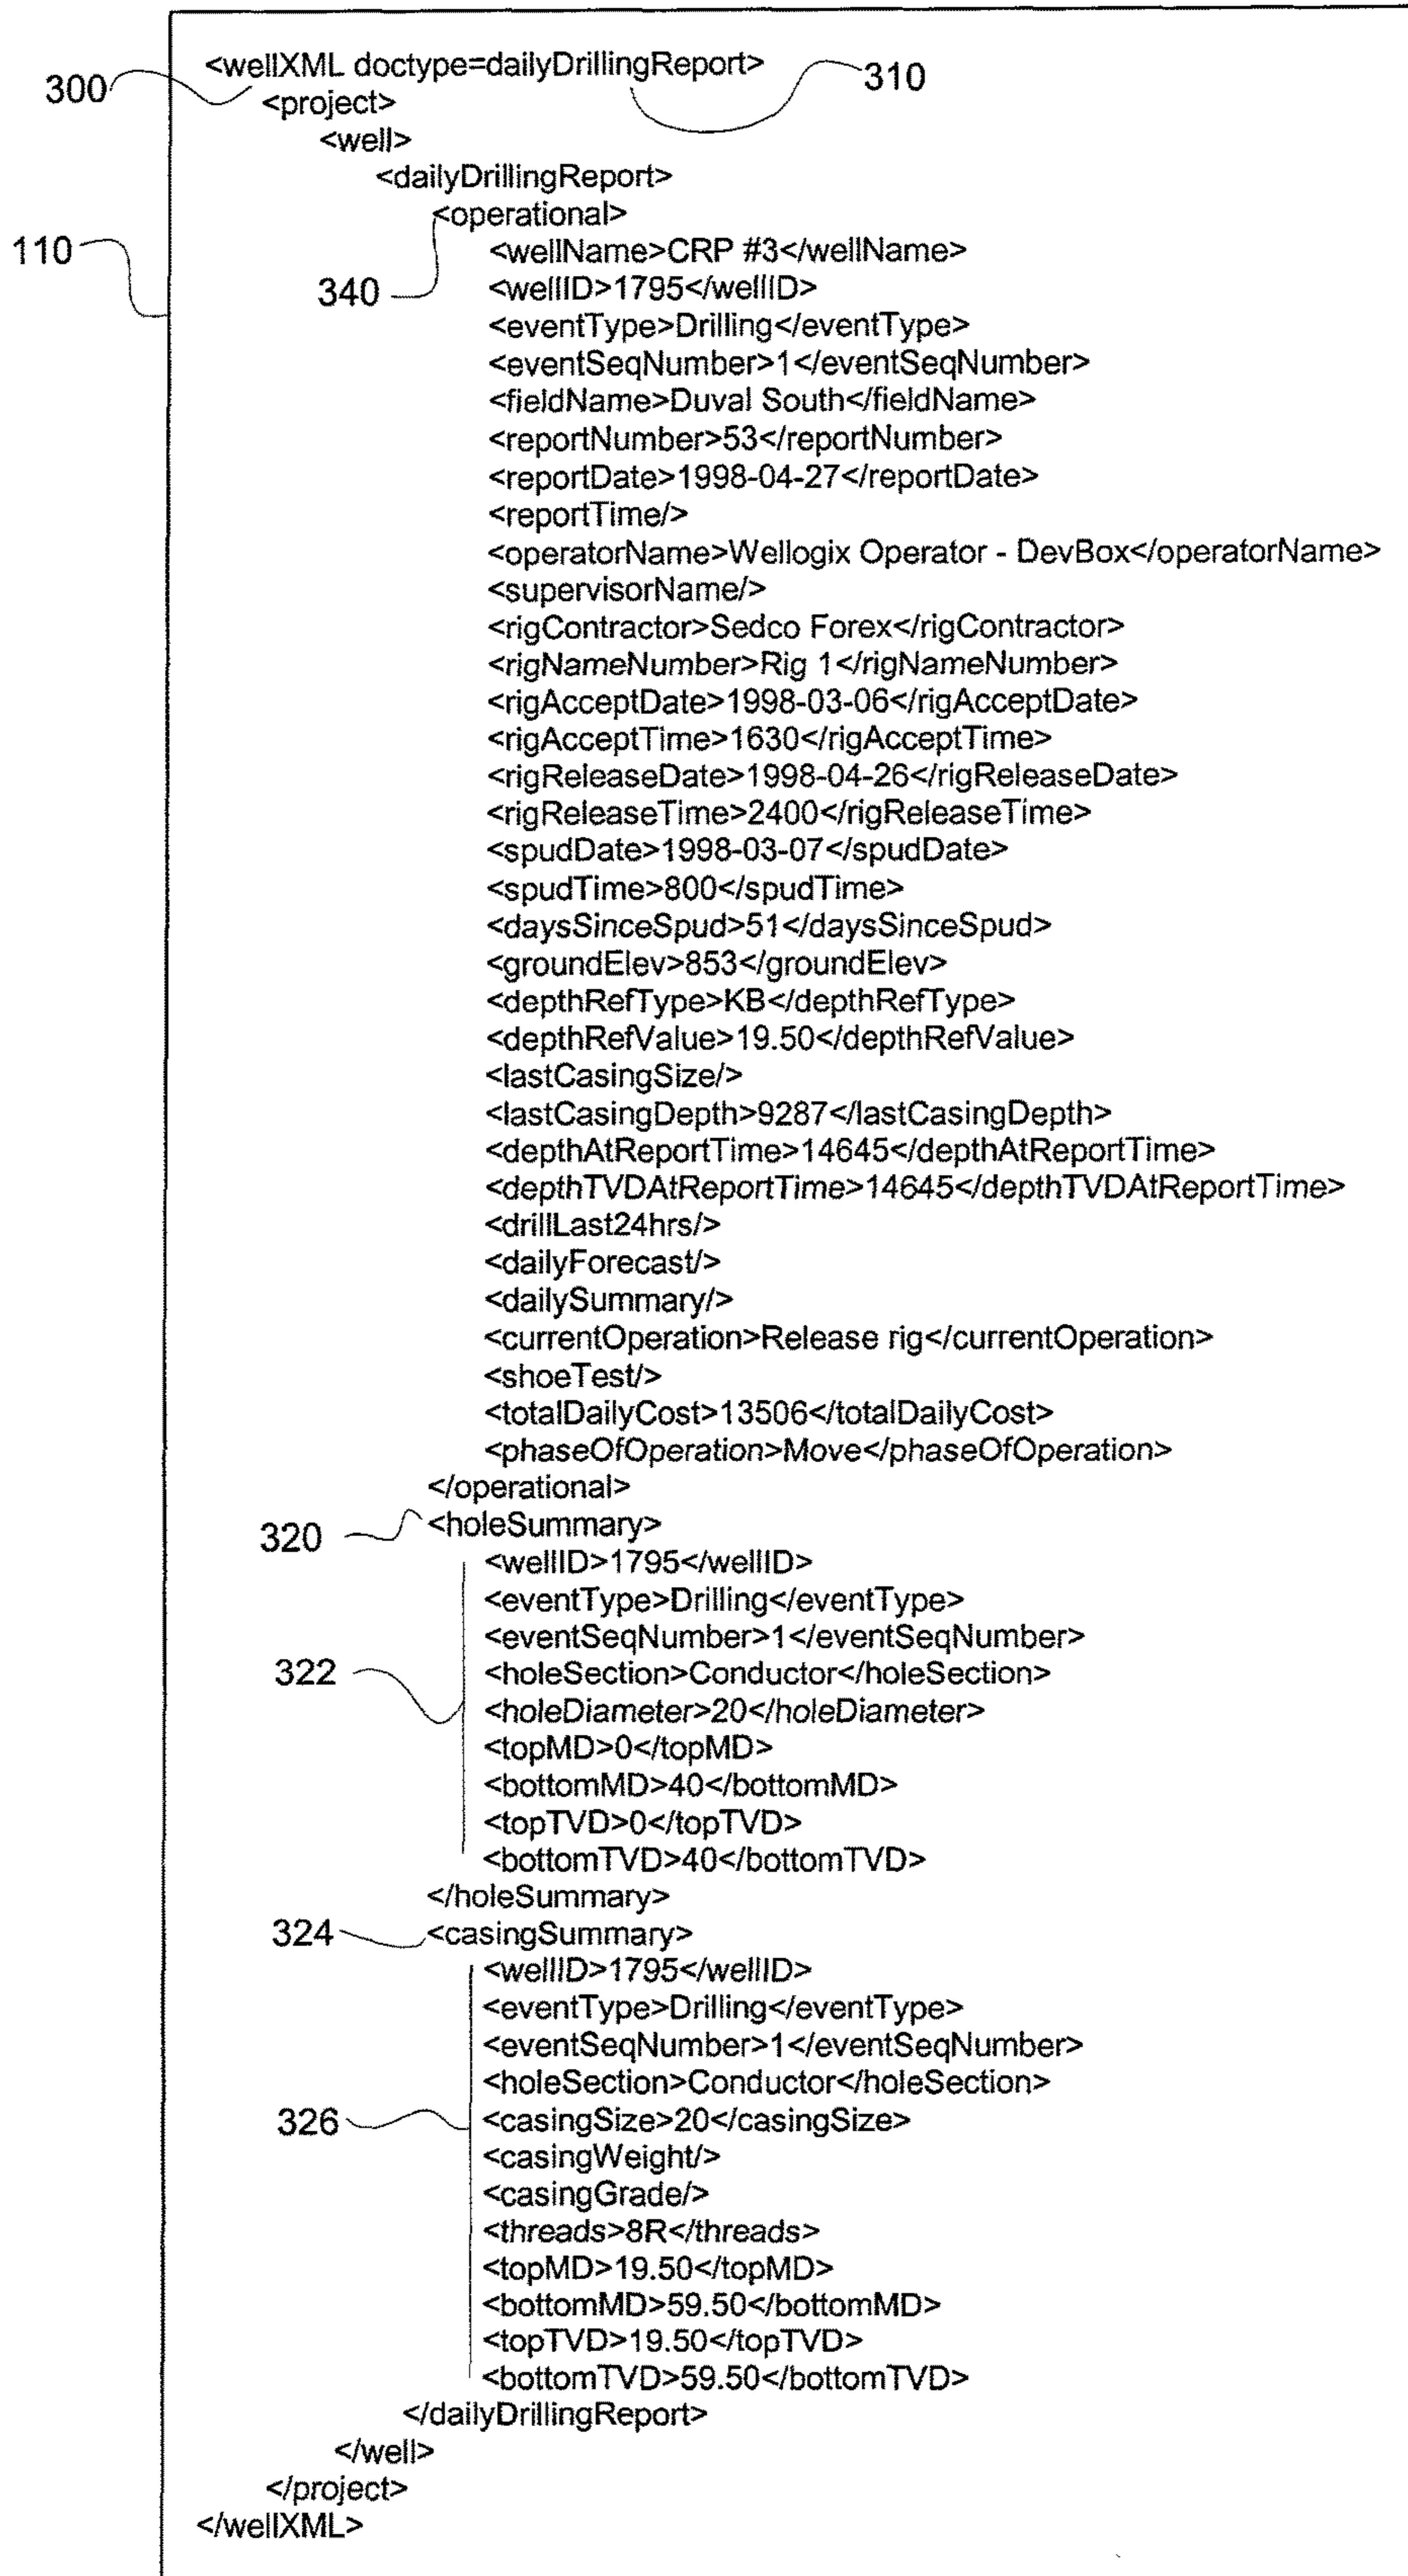 <wellXML doctype=dailyDrillingReport>
300
310
<project>
<well>
<dailyDrillingReport>
<operational>
110
<wellName>CRP #3</wellName>
340
<wellID>1795</wellID>
<eventType>Drilling</eventType>
<eventSeqNumber>1</eventSeqNumber>
<fieldName>Duval South</fieldName>
<reportNumber>53</reportNumber>
<reportDate>1998-04-27</reportDate>
<reportTime/>
<operatorName>Wellogix Operator - DevBox</operatorName>
<supervisorName/>
<rigContractor>Sedco Forex</rigContractor>
<rigNameNumber>Rig 1</rigNameNumber>
<rigAcceptDate>1998-03-06</rigAcceptDate>
<rigAcceptTime>1630</rigAcceptTime>
<rigReleaseDate>1998-04-26</rigReleaseDate>
<rigReleaseTime>2400</rigReleaseTime>
<spudDate>1998-03-07</spudDate>
<spudTime>800</spudTime>
<daysSinceSpud>51</daysSinceSpud>
<groundElev>853</groundElev>
<depthRefType>KB</depthRefType>
<depthRefValue>19.50</depthRefValue>
<lastCasingSize/>
<lastCasingDepth>9287</lastCasingDepth>
<depthAtReportTime>14645</depthAtReportTime>
<depthTVDAtReportTime>14645</depthTVDAtReportTime>
<drillLast24hrs/>
<dailyForecast/>
<dailySummary/>
<currentOperation>Release rig</currentOperation>
<shoeTest/>
<totalDailyCost>13506</totalDailyCost>
<phaseOfOperation>Move</phaseOfOperation>
</operational>
320
<holeSummary>
<wellID>1795</wellID>
<eventType>Drilling</eventType>
<eventSeqNumber>1</eventSeqNumber>
322
<holeSection>Conductor</holeSection>
<holeDiameter>20</holeDiameter>
<topMD>0</topMD>
<bottomMD>40</bottomMD>
<topTVD>0</topTVD>
<bottomTVD>40</bottomTVD>
</holeSummary>
324
<casingSummary>
<wellID>1795</wellID>
<eventType>Drilling</eventType>
<eventSeqNumber>1</eventSeqNumber>
<holeSection>Conductor</holeSection>
326
<casingSize>20</casingSize>
<casingWeight/>
<casingGrade/>
<threads>8R</threads>
<topMD>19.50</topMD>
<bottomMD>59.50</bottomMD>
<topTVD>19.50</topTVD>
<bottomTVD>59.50</bottomTVD>
</dailyDrillingReport>
</well>
</project>
</wellXML>